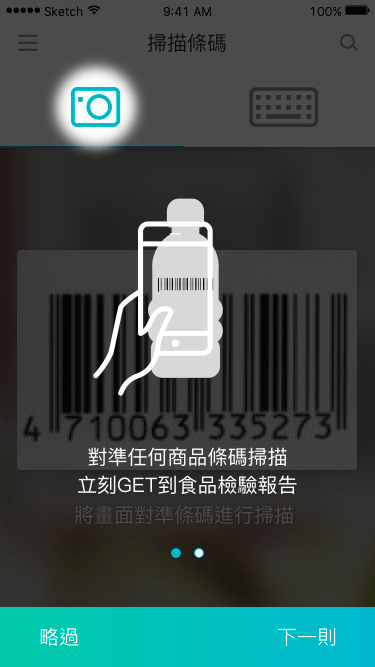 Sketch 9:41 AM 100%
掃描條碼
4 710063 335273
對準任何商品條碼掃描
立刻GET到食品檢驗報告
將畫面對準條碼進行掃描
略過 下一則